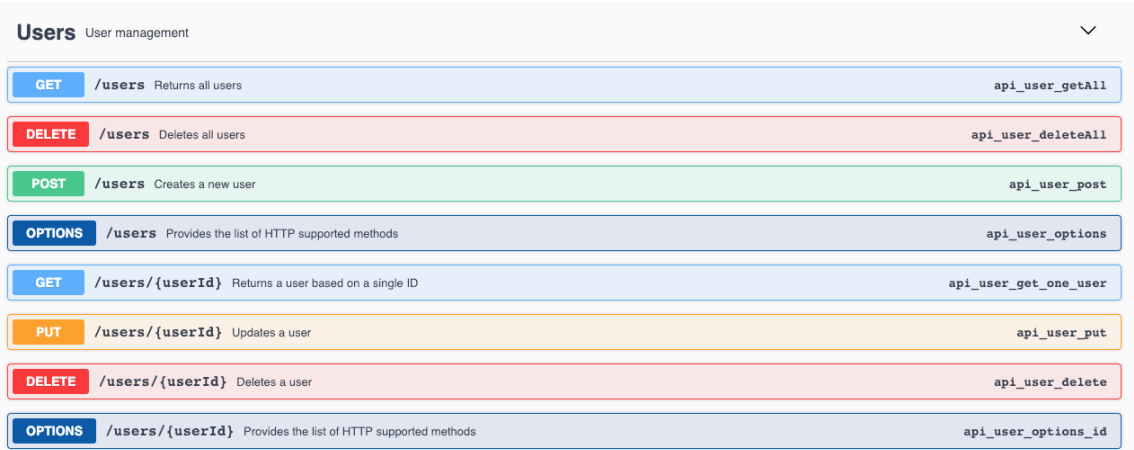 Users User management
GET /users Returns all users api_user_getAll
DELETE /users Deletes all users api_user_deleteAll
POST /users Creates a new user api_user_post
OPTIONS /users Provides the list of HTTP supported methods api_user_options
GET /users/{userId} Returns a user based on a single ID api_user_get_one_user
PUT /users/{userId} Updates a user api_user_put
DELETE /users/{userId} Deletes a user api_user_delete
OPTIONS /users/{userId} Provides the list of HTTP supported methods api_user_options_id